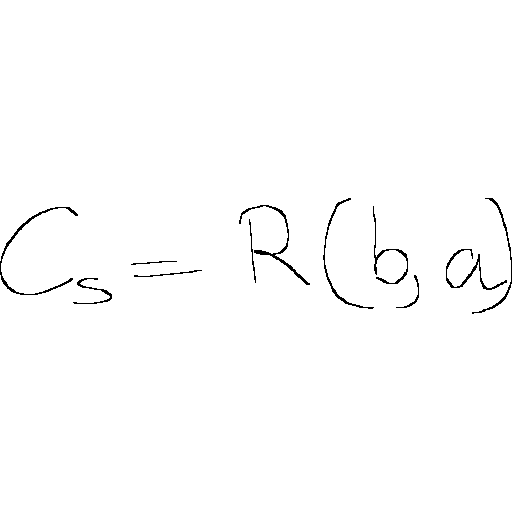 C_s = R(b, a)